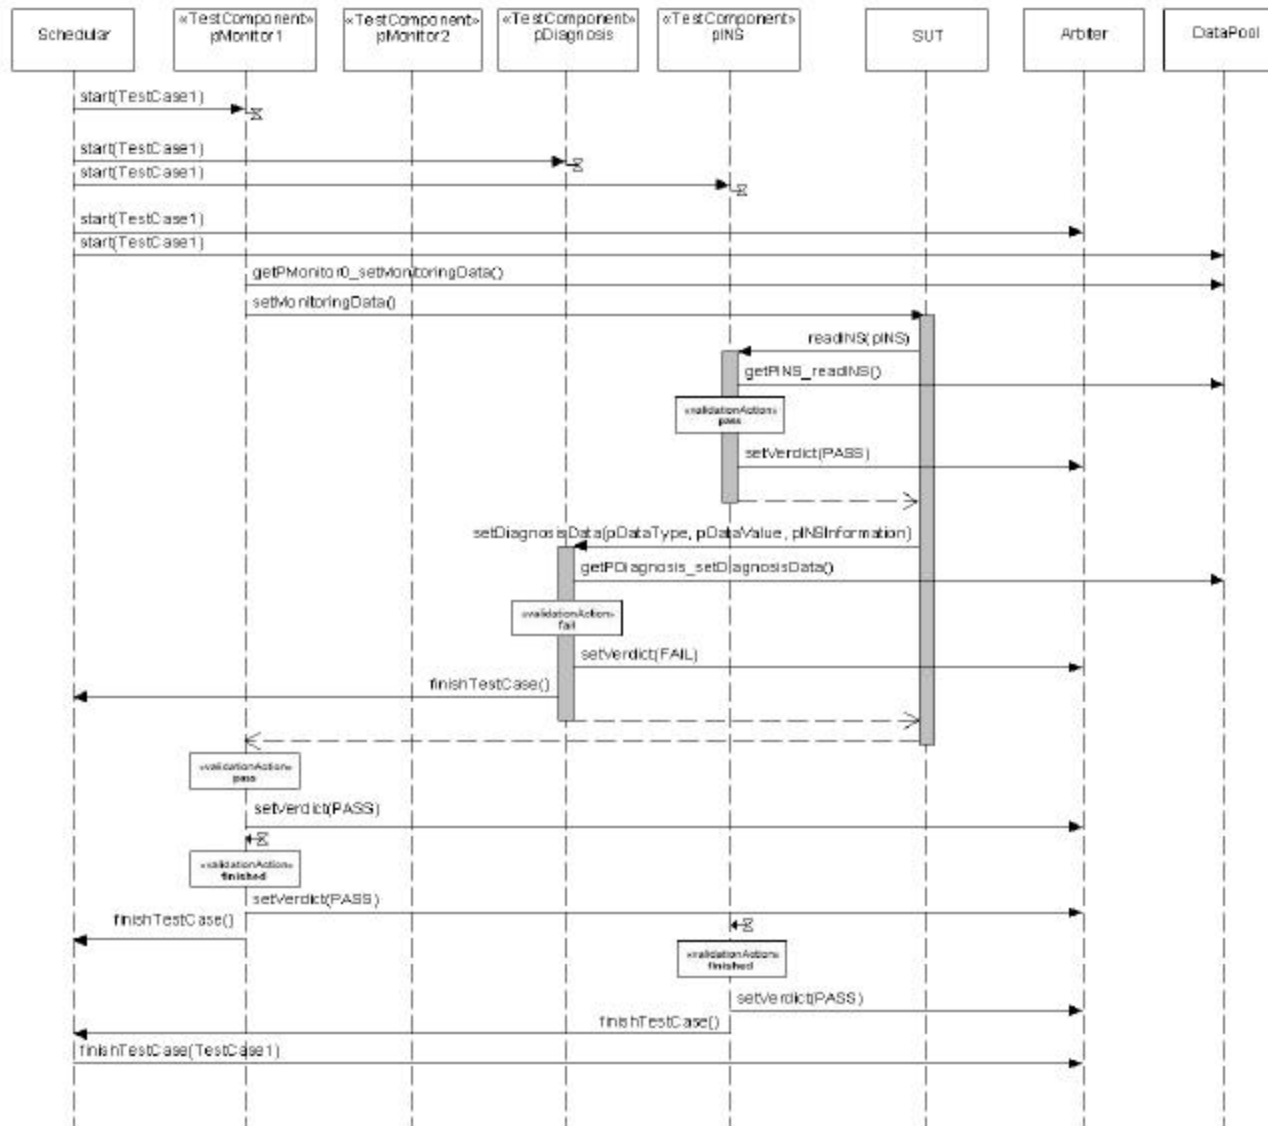 Schedular
«TestComponent»
pMonitor1
«TestComponent»
pMonitor2
«TestComponent»
pDiagnosis
«TestComponent»
pINS
SUT
Arbiter
DataPool
start(TestCase1)
start(TestCase1)
start(TestCase1)
start(TestCase1)
start(TestCase1)
getPMonitor0_setMonitoringData()
setMonitoringData()
readINS(pINS)
getPINS_readINS()
«validationAction»
pass
setVerdict(PASS)
setDiagnosisData(pDataType, pDataValue, pINSInformation)
getPDiagnosis_setDiagnosisData()
«validationAction»
fail
setVerdict(FAIL)
finishTestCase()
«validationAction»
pass
setVerdict(PASS)
«validationAction»
finished
setVerdict(PASS)
finishTestCase()
«validationAction»
finished
setVerdict(PASS)
finishTestCase()
finishTestCase(TestCase1)